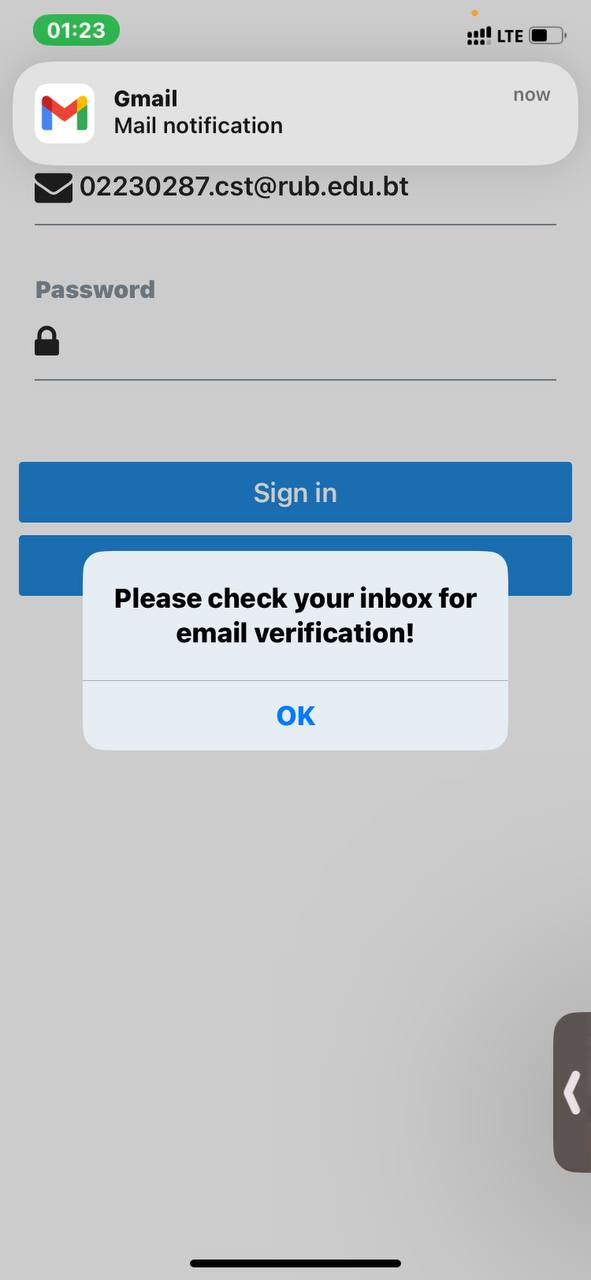 01:23
LTE
Gmail
now
Mail notification
02230287.cst@rub.edu.bt
Password
Sign in
Please check your inbox for
email verification!
OK